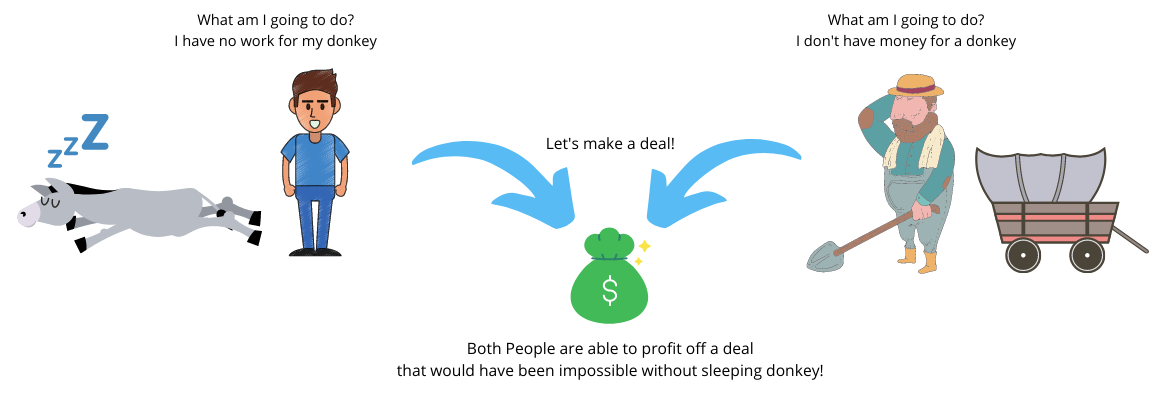 What am I going to do?
I have no work for my donkey
What am I going to do?
I don't have money for a donkey
z z Z
Let's make a deal!
$
Both People are able to profit off a deal
that would have been impossible without sleeping donkey!